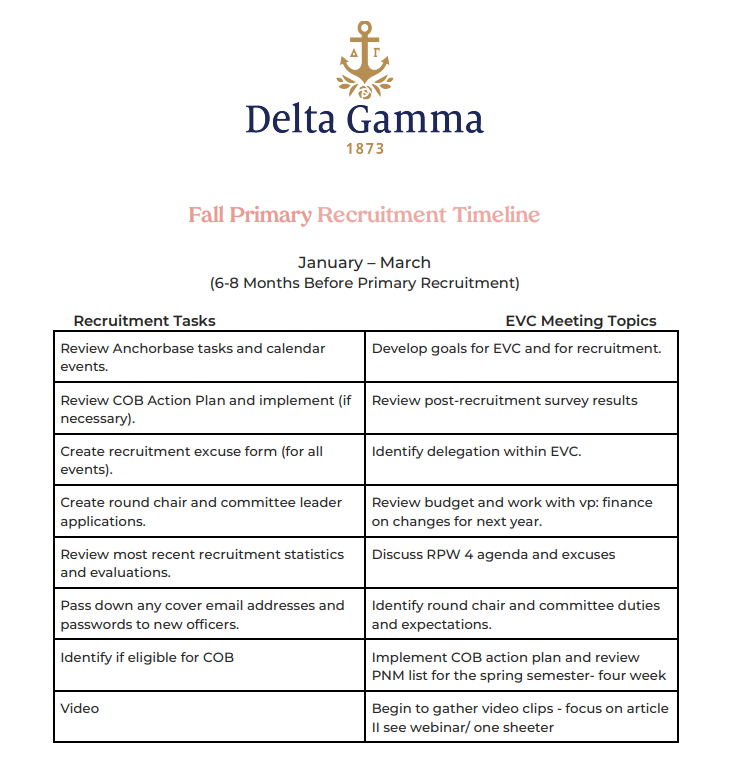 Δ Γ
Delta Gamma
1873
Fall Primary Recruitment Timeline
January – March
(6-8 Months Before Primary Recruitment)
Recruitment Tasks
EVC Meeting Topics
Review Anchorbase tasks and calendar
events.
Develop goals for EVC and for recruitment.
Review COB Action Plan and implement (if
necessary).
Review post-recruitment survey results
Create recruitment excuse form (for all
events).
Identify delegation within EVC.
Create round chair and committee leader
applications.
Review budget and work with vp: finance
on changes for next year.
Review most recent recruitment statistics
and evaluations.
Discuss RPW 4 agenda and excuses
Pass down any cover email addresses and
passwords to new officers.
Identify round chair and committee duties
and expectations.
Identify if eligible for COB
Implement COB action plan and review
PNM list for the spring semester- four week
Video
Begin to gather video clips - focus on article
II see webinar/ one sheeter